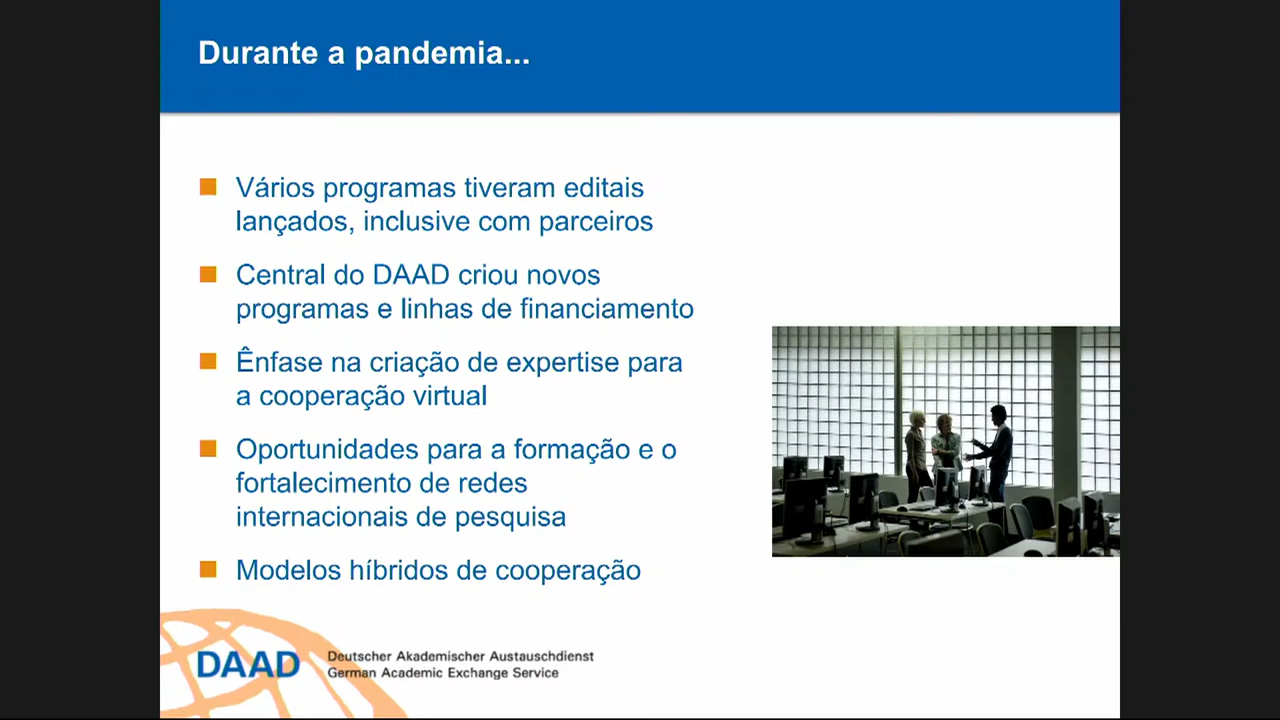 Durante a pandemia...
Vários programas tiveram editais
lançados, inclusive com parceiros
Central do DAAD criou novos
programas e linhas de financiamento
Ênfase na criação de expertise para
a cooperação virtual
Oportunidades para a formação e o
fortalecimento de redes
internacionais de pesquisa
Modelos híbridos de cooperação
DAAD
Deutscher Akademischer Austauschdienst
German Academic Exchange Service